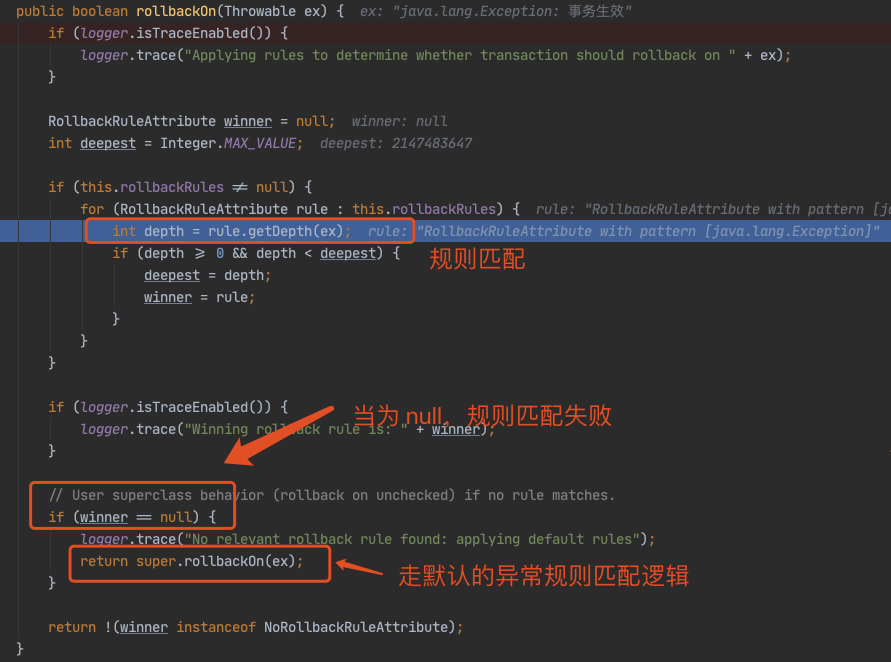 public boolean rollbackOn(Throwable ex) {  ex: "java.lang.Exception: 事务生效"
if (logger.isTraceEnabled()) {
logger.trace("Applying rules to determine whether transaction should rollback on " + ex);
}
RollbackRuleAttribute winner = null;  winner: null
int deepest = Integer.MAX_VALUE;  deepest: 2147483647
if (this.rollbackRules ≠ null) {
for (RollbackRuleAttribute rule : this.rollbackRules) {  rule: "RollbackRuleAttribute with pattern [j
int depth = rule.getDepth(ex);  rule: "RollbackRuleAttribute with pattern [java.lang.Exception]"
if (depth ⩾ 0 && depth < deepest) {
规则匹配
deepest = depth;
winner = rule;
}
}
}
if (logger.isTraceEnabled()) {
当为 null，规则匹配失败
logger.trace("Winning rollback rule is: " + winner);
}
// User superclass behavior (rollback on unchecked) if no rule matches.
if (winner == null) {
logger.trace("No relevant rollback rule found: applying default rules");
return super.rollbackOn(ex);
走默认的异常规则匹配逻辑
}
return !(winner instanceof NoRollbackRuleAttribute);
}